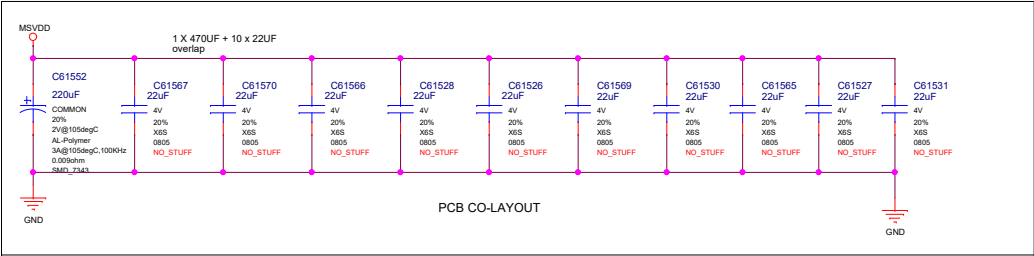 MSVDD
1 X 470UF + 10 x 22UF
overlap
C61552
220uF
COMMON
20%
2V@105degC
AL-Polymer
3A@105degC,100KHz
0.009ohm
SMD_7343
C61567
22uF
4V
20%
X6S
0805
NO_STUFF
C61570
22uF
4V
20%
X6S
0805
NO_STUFF
C61566
22uF
4V
20%
X6S
0805
NO_STUFF
C61528
22uF
4V
20%
X6S
0805
NO_STUFF
C61526
22uF
4V
20%
X6S
0805
NO_STUFF
C61569
22uF
4V
20%
X6S
0805
NO_STUFF
C61530
22uF
4V
20%
X6S
0805
NO_STUFF
C61565
22uF
4V
20%
X6S
0805
NO_STUFF
C61527
22uF
4V
20%
X6S
0805
NO_STUFF
C61531
22uF
4V
20%
X6S
0805
NO_STUFF
GND
PCB CO-LAYOUT
GND